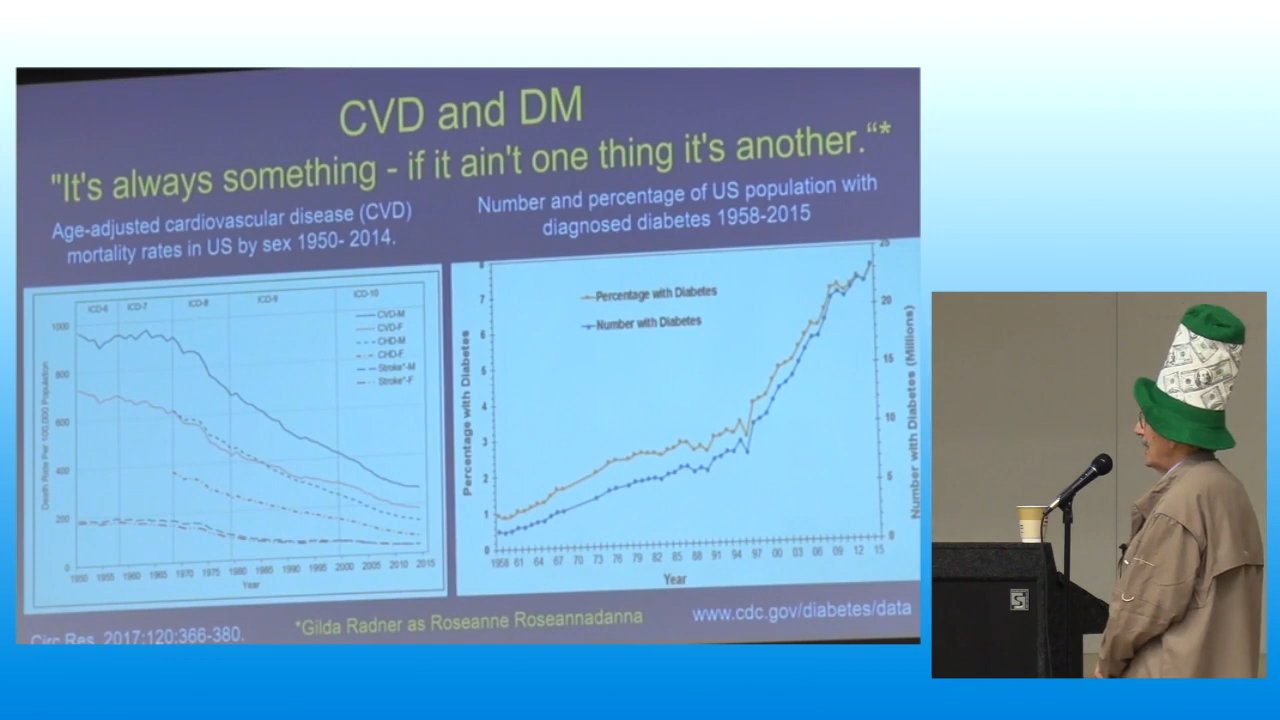 CVD and DM
"It's always something - if it ain't one thing it's another."*
Age-adjusted cardiovascular disease (CVD)
mortality rates in US by sex 1950- 2014.
Number and percentage of US population with
diagnosed diabetes 1958-2015
ICD-6 ICD-7 ICD-8 ICD-9 ICD-10
CVD-M
CVD-F
CHD-M
CHD-F
Stroke*-M
Stroke*-F
Death Rate Per 100,000 Population
1000
800
600
400
200
0
1950 1955 1960 1965 1970 1975 1980 1985 1990 1995 2000 2005 2010 2015
Year
Percentage with Diabetes
Number with Diabetes
Percentage with Diabetes
8
7
6
5
4
3
2
1
0
25
20
15
10
5
0
Number with Diabetes (Millions)
1958 61 64 67 70 73 76 79 82 85 88 91 94 97 00 03 06 09 12 15
Year
Circ Res. 2017;120:366-380.
*Gilda Radner as Roseanne Roseannadanna
www.cdc.gov/diabetes/data